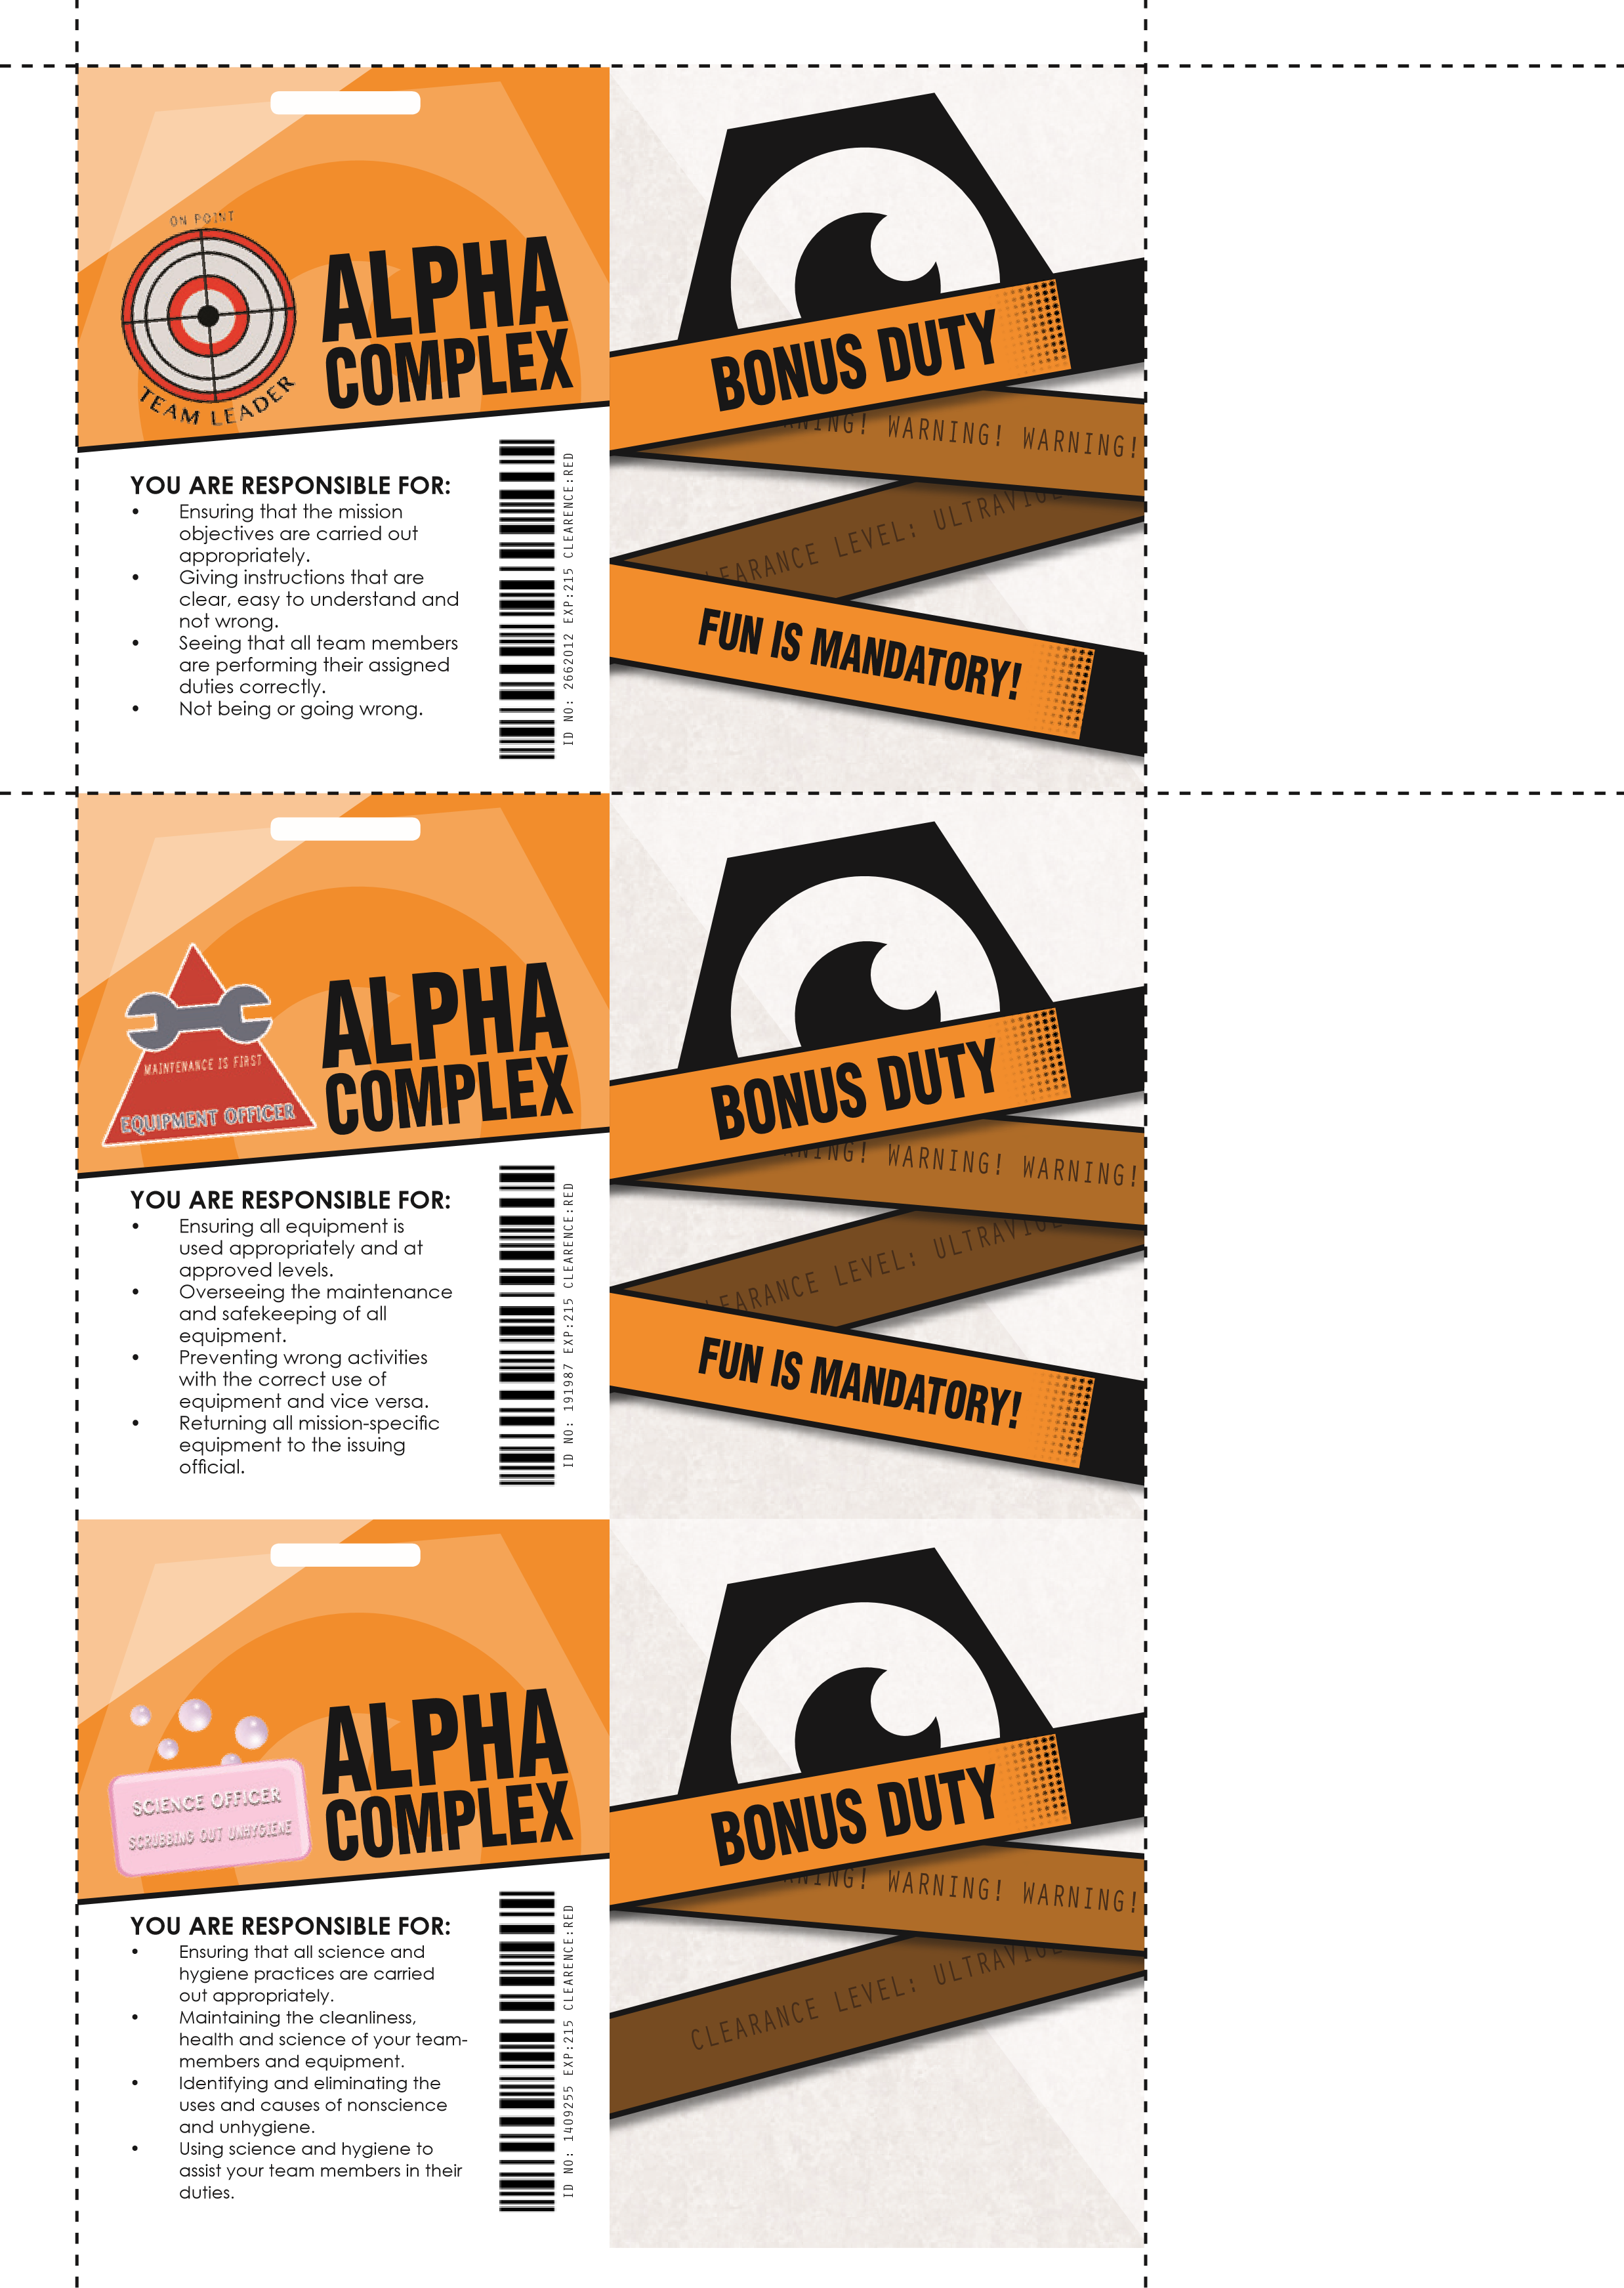 ON POINT
TEAM LEADER
ALPHA
COMPLEX
YOU ARE RESPONSIBLE FOR:
• Ensuring that the mission
objectives are carried out
appropriately.
• Giving instructions that are
clear, easy to understand and
not wrong.
• Seeing that all team members
are performing their assigned
duties correctly.
• Not being or going wrong.
ID NO: 2662012 EXP:215 CLEARENCE:RED
BONUS DUTY
WARNING! WARNING!
LEVEL:
FUN IS MANDATORY!
MAINTENANCE IS FIRST
EQUIPMENT OFFICER
ALPHA
COMPLEX
YOU ARE RESPONSIBLE FOR:
• Ensuring all equipment is
used appropriately and at
approved levels.
• Overseeing the maintenance
and safekeeping of all
equipment.
• Preventing wrong activities
with the correct use of
equipment and vice versa.
• Returning all mission-specific
equipment to the issuing
official.
ID NO: 191987 EXP:215 CLEARENCE:RED
BONUS DUTY
WARNING! WARNING!
LEVEL:
FUN IS MANDATORY!
SCIENCE OFFICER
SCRUBBING OUT UNHYGIENE
ALPHA
COMPLEX
YOU ARE RESPONSIBLE FOR:
• Ensuring that all science and
hygiene practices are carried
out appropriately.
• Maintaining the cleanliness,
health and science of your team-
members and equipment.
• Identifying and eliminating the
uses and causes of nonscience
and unhygiene.
• Using science and hygiene to
assist your team members in their
duties.
ID NO: 1409255 EXP:215 CLEARENCE:RED
BONUS DUTY
WARNING! WARNING!
CLEARANCE LEVEL: